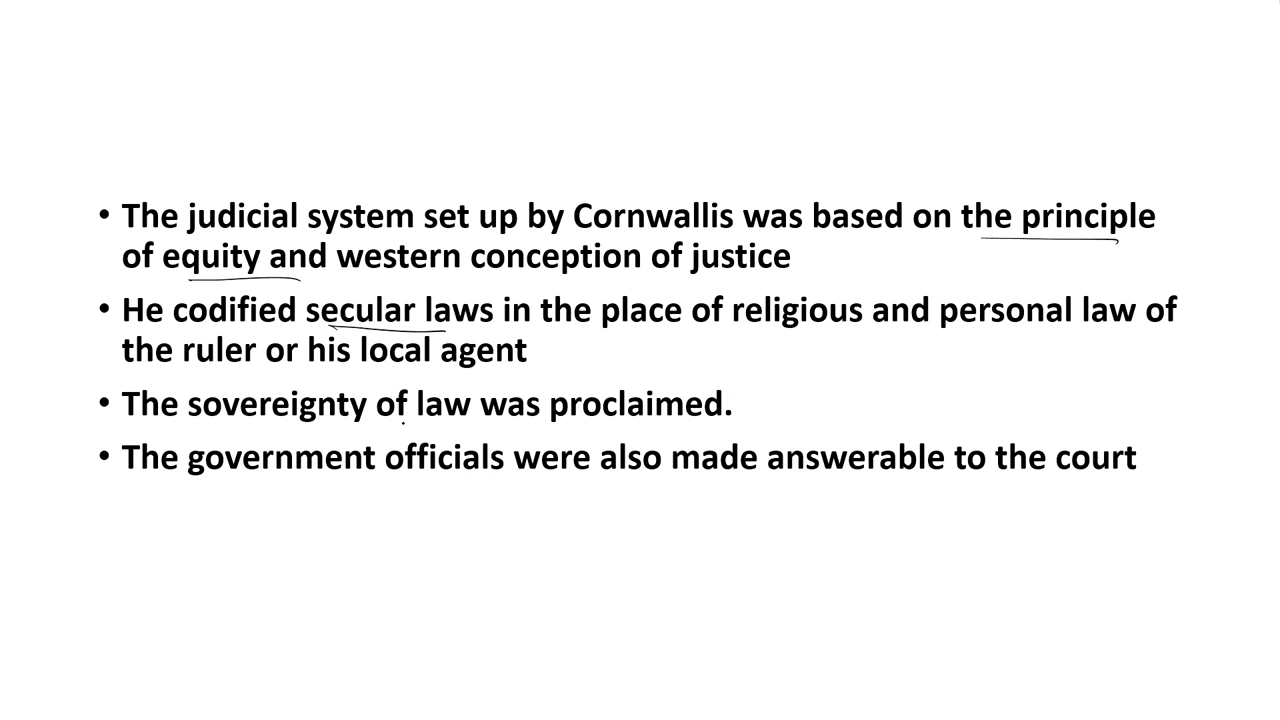 • The judicial system set up by Cornwallis was based on the principle
of equity and western conception of justice
• He codified secular laws in the place of religious and personal law of
the ruler or his local agent
• The sovereignty of law was proclaimed.
• The government officials were also made answerable to the court